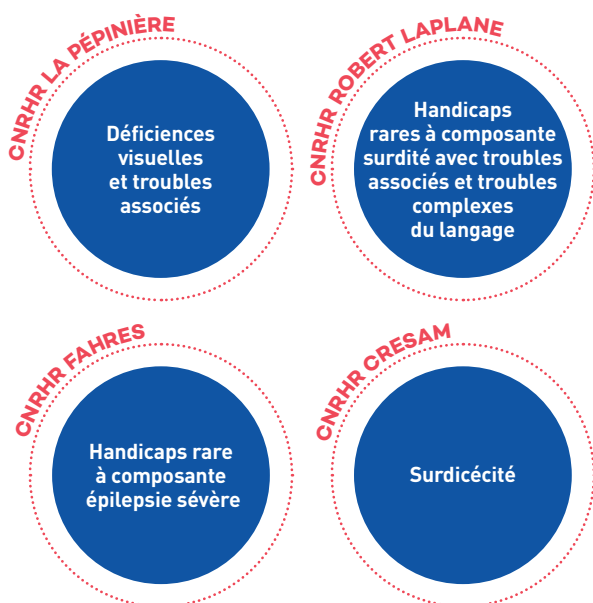 CNRHR LA PÉPINIÈRE
Déficiences
visuelles
et troubles
associés
CNRHR ROBERT LAPLANE
Handicaps
rares à composante
surdité avec troubles
associés et troubles
complexes
du langage
CNRHR FAHRES
Handicaps rare
à composante
épilepsie sévère
CNRHR CRESAM
Surdicécité